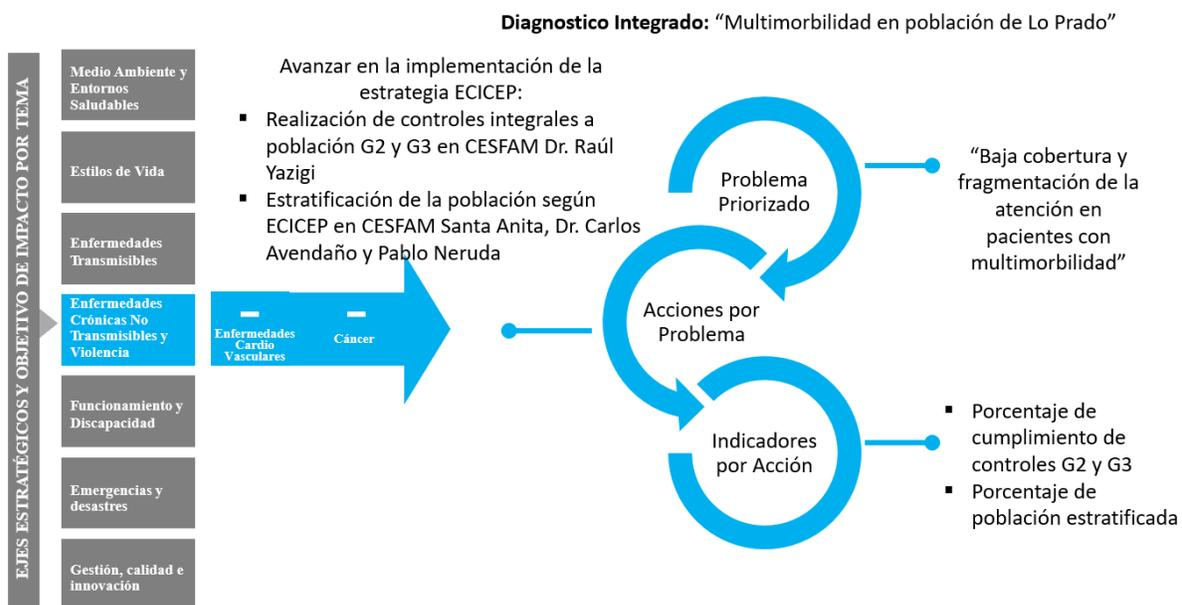 Diagnostico Integrado: “Multimorbilidad en población de Lo Prado”
EJES ESTRATÉGICOS Y OBJETIVO DE IMPACTO POR TEMA
Medio Ambiente y
Entornos
Saludables
Estilos de Vida
Enfermedades
Transmisibles
Enfermedades
Crónicas No
Transmisibles y
Violencia
Funcionamiento y
Discapacidad
Emergencias y
desastres
Gestión, calidad e
innovación
Avanzar en la implementación de la
estrategia ECICEP:
▪ Realización de controles integrales a
población G2 y G3 en CESFAM Dr. Raúl
Yazigi
▪ Estratificación de la población según
ECICEP en CESFAM Santa Anita, Dr. Carlos
Avendaño y Pablo Neruda
Enfermedades
Cardio
Vasculares
Cáncer
Problema
Priorizado
“Baja cobertura y
fragmentación de la
atención en
pacientes con
multimorbilidad”
Acciones por
Problema
Indicadores
por Acción
▪ Porcentaje de
cumplimiento de
controles G2 y G3
▪ Porcentaje de
población estratificada